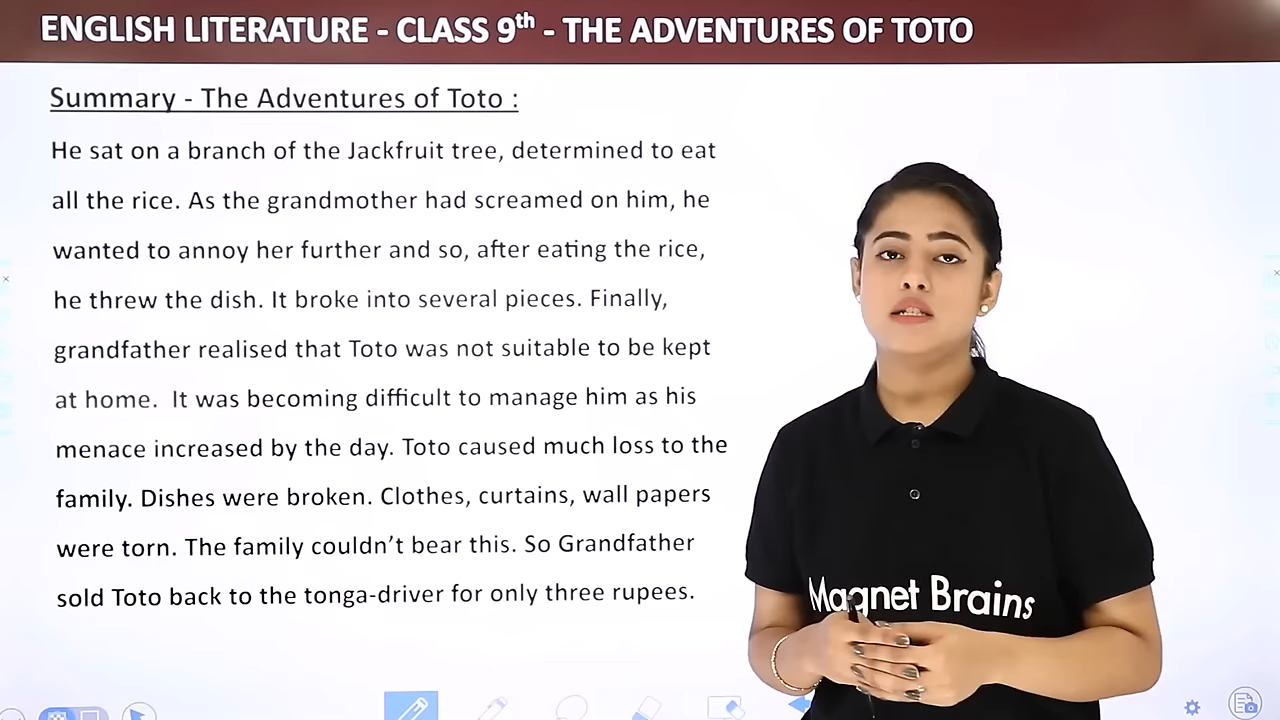 ENGLISH LITERATURE - CLASS 9th - THE ADVENTURES OF TOTO
Summary - The Adventures of Toto :
He sat on a branch of the Jackfruit tree, determined to eat
all the rice. As the grandmother had screamed on him, he
wanted to annoy her further and so, after eating the rice,
he threw the dish. It broke into several pieces. Finally,
grandfather realised that Toto was not suitable to be kept
at home. It was becoming difficult to manage him as his
menace increased by the day. Toto caused much loss to the
family. Dishes were broken. Clothes, curtains, wall papers
were torn. The family couldn't bear this. So Grandfather
sold Toto back to the tonga-driver for only three rupees.
Magnet Brains